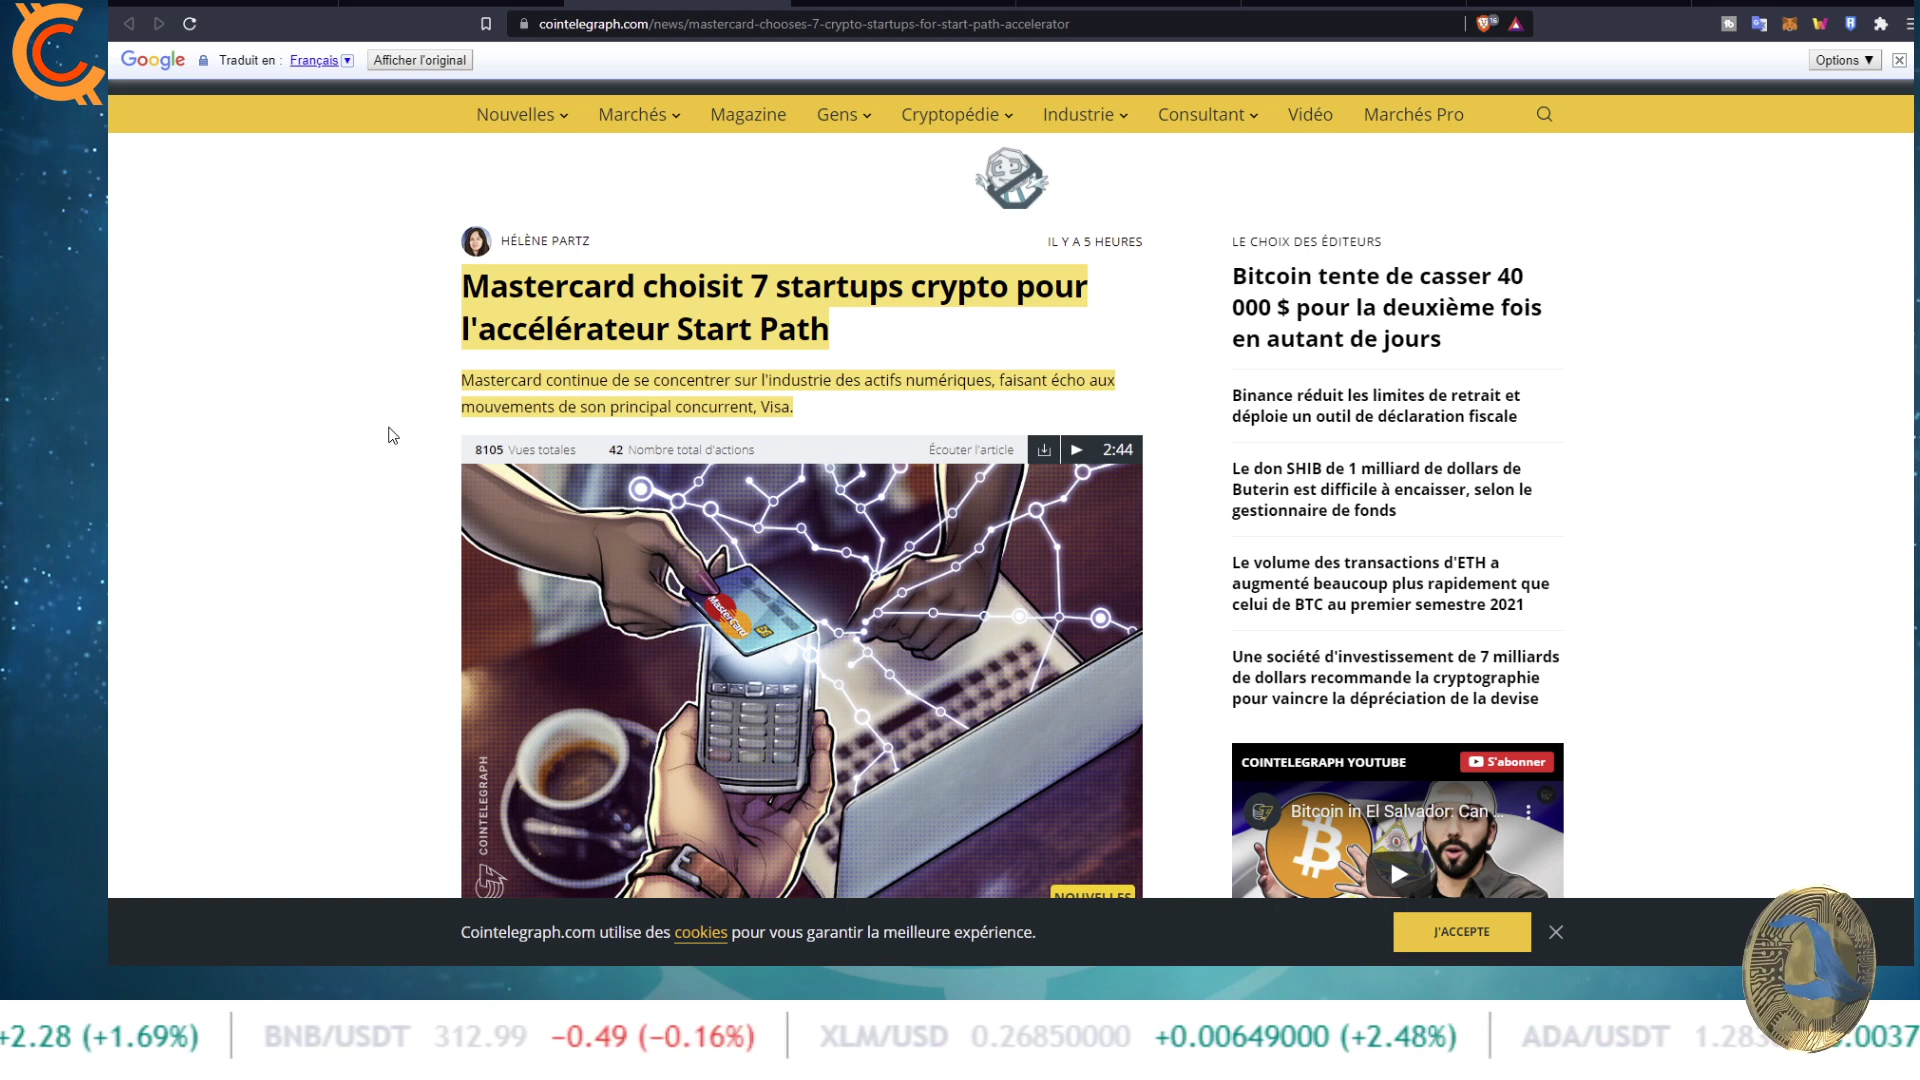 cointelegraph.com/news/mastercard-chooses-7-crypto-startups-for-start-path-accelerator
Google Traduit en : Français Afficher l'original Options
Nouvelles Marchés Magazine Gens Cryptopédie Industrie Consultant Vidéo Marchés Pro
HÉLÈNE PARTZ IL Y A 5 HEURES
Mastercard choisit 7 startups crypto pour
l'accélérateur Start Path
Mastercard continue de se concentrer sur l'industrie des actifs numériques, faisant écho aux
mouvements de son principal concurrent, Visa.
8105 Vues totales 42 Nombre total d'actions Écouter l'article 2:44
Mastercard
COINTELEGRAPH
NOUVELLES
LE CHOIX DES ÉDITEURS
Bitcoin tente de casser 40
000 $ pour la deuxième fois
en autant de jours
Binance réduit les limites de retrait et
déploie un outil de déclaration fiscale
Le don SHIB de 1 milliard de dollars de
Buterin est difficile à encaisser, selon le
gestionnaire de fonds
Le volume des transactions d'ETH a
augmenté beaucoup plus rapidement que
celui de BTC au premier semestre 2021
Une société d'investissement de 7 milliards
de dollars recommande la cryptographie
pour vaincre la dépréciation de la devise
COINTELEGRAPH YOUTUBE S'abonner
Bitcoin in El Salvador: Can ...
Cointelegraph.com utilise des cookies pour vous garantir la meilleure expérience. J'ACCEPTE
+2.28 (+1.69%) BNB/USDT 312.99 −0.49 (−0.16%) XLM/USD 0.26850000 +0.00649000 (+2.48%) ADA/USDT